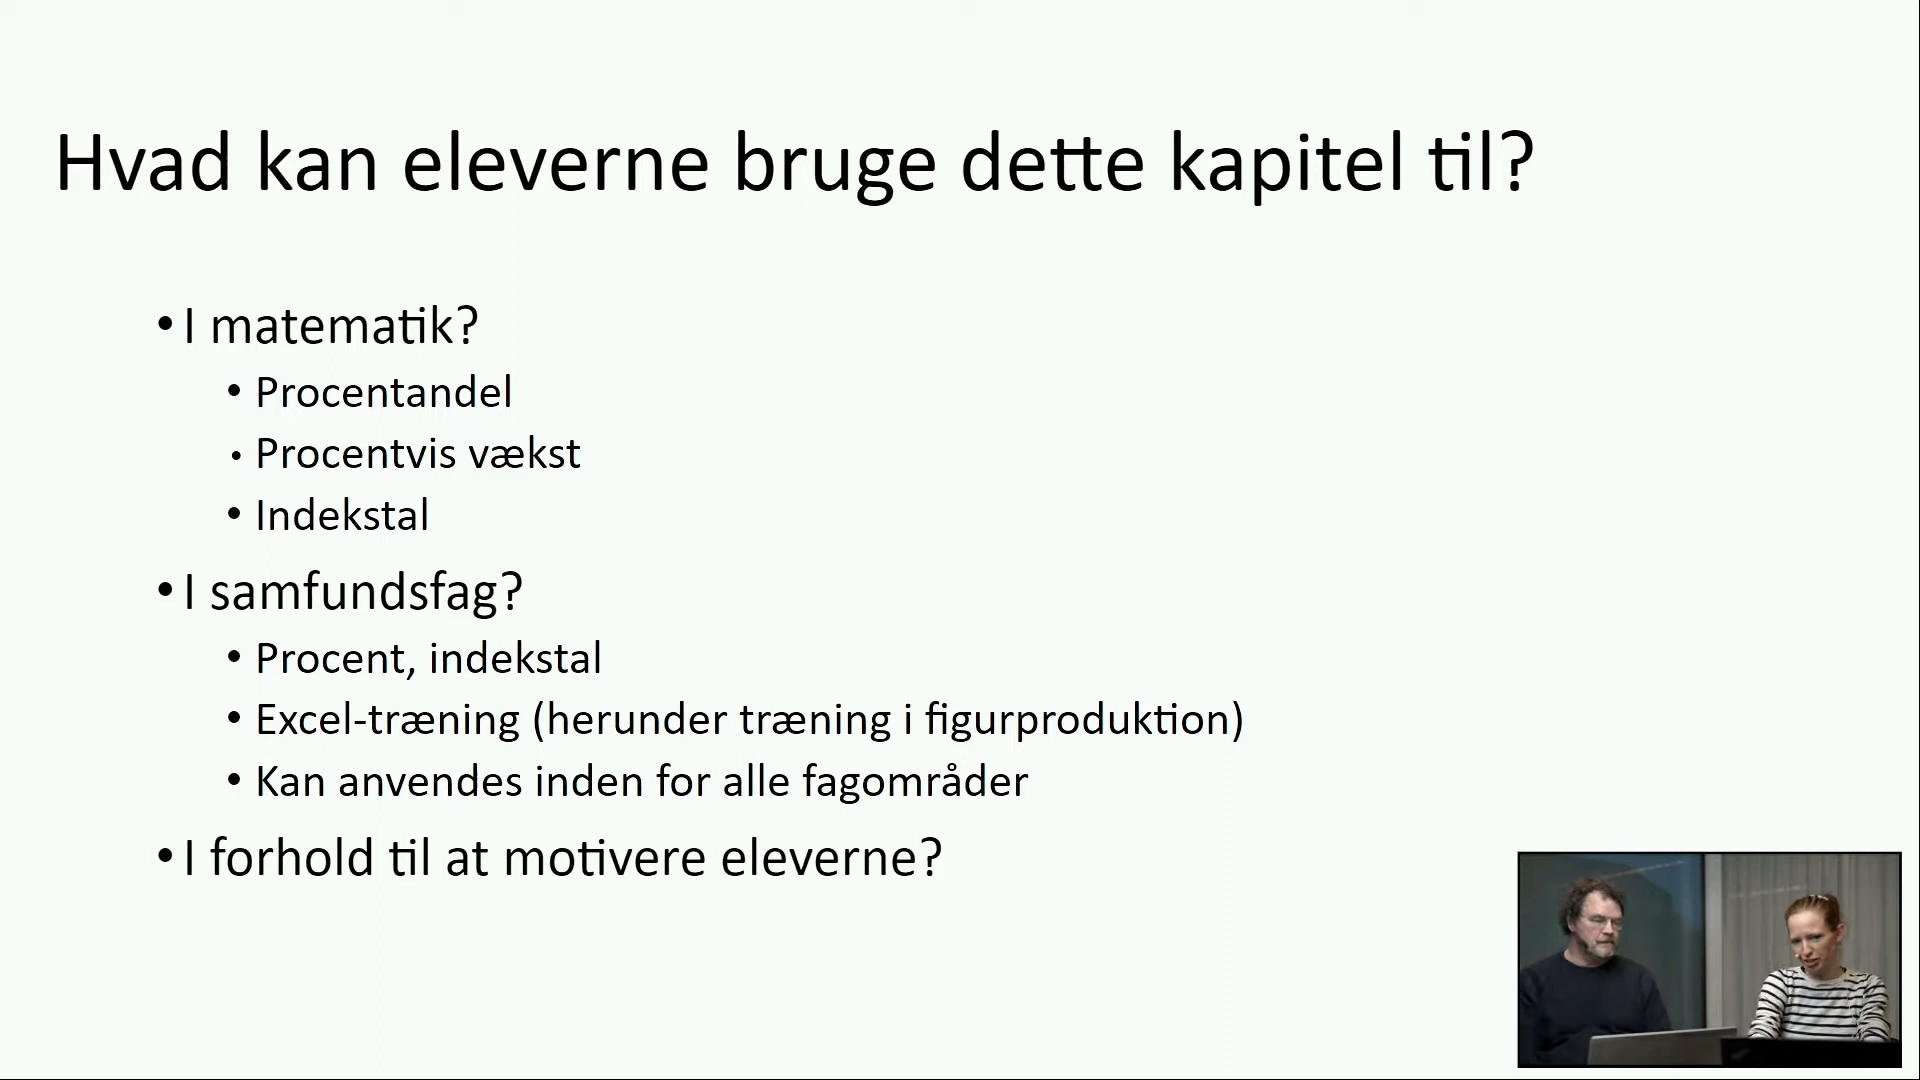 Hvad kan eleverne bruge dette kapitel til?
• I matematik?
• Procentandel
• Procentvis vækst
• Indekstal
• I samfundsfag?
• Procent, indekstal
• Excel-træning (herunder træning i figurproduktion)
• Kan anvendes inden for alle fagområder
• I forhold til at motivere eleverne?